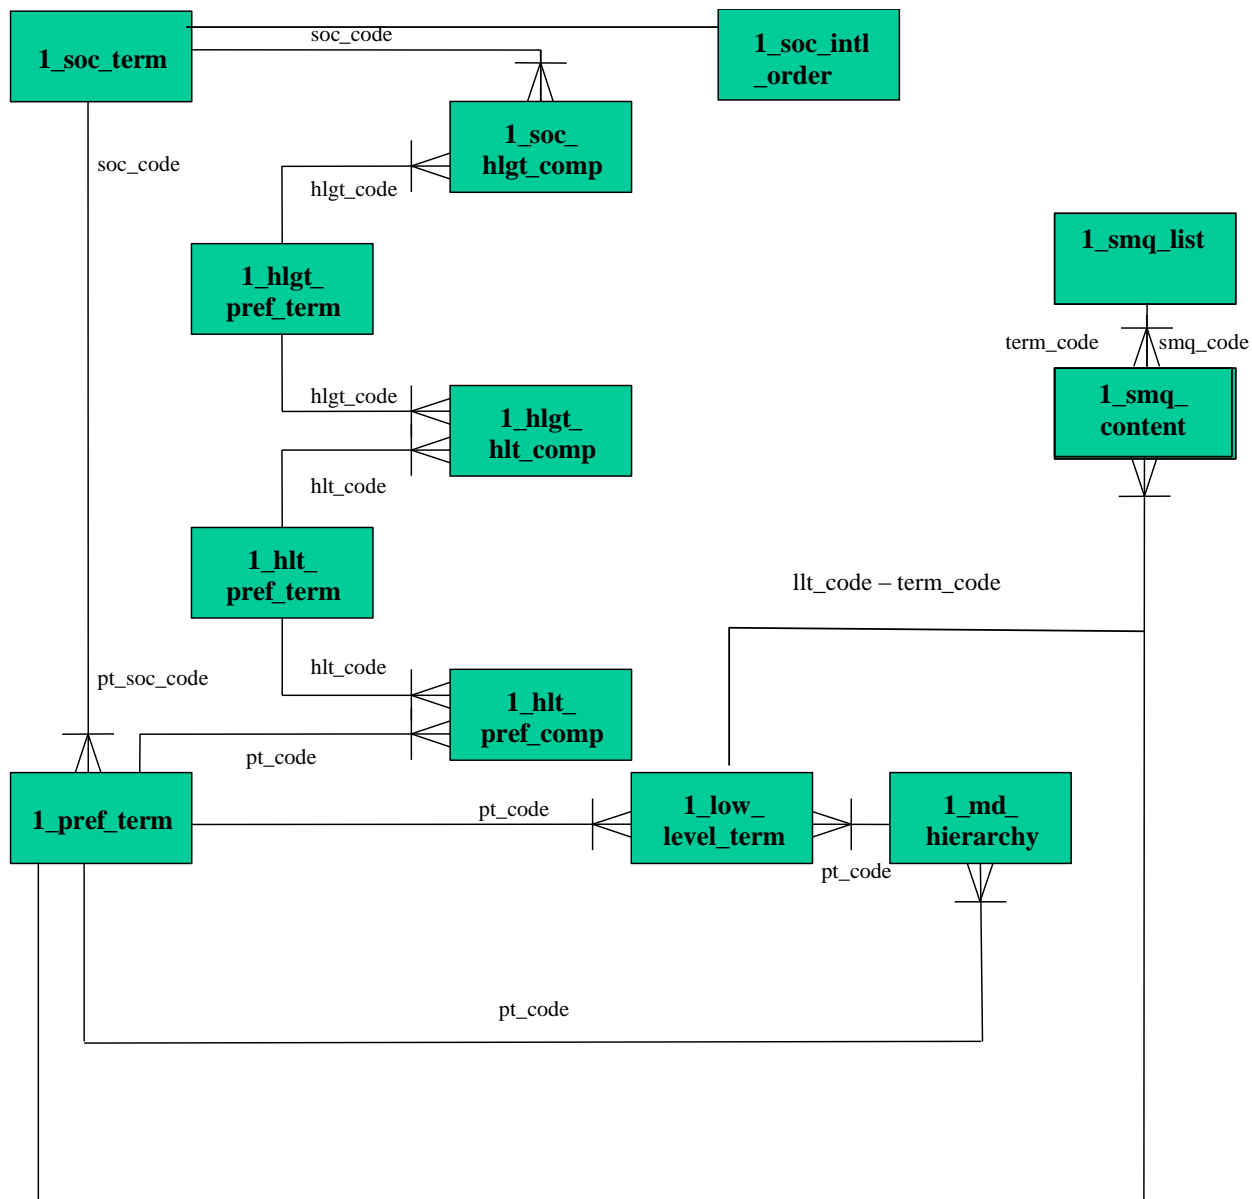 soc_code
1_soc_term
1_soc_intl
_order
1_soc_
hlgt_comp
soc_code
hlgt_code
1_smq_list
1_hlgt_
pref_term
term_code
smq_code
hlgt_code
1_smq_
content
1_hlgt_
hlt_comp
hlt_code
1_hlt_
pref_term
llt_code – term_code
hlt_code
pt_soc_code
1_hlt_
pref_comp
pt_code
1_pref_term
pt_code
1_low_
level_term
1_md_
hierarchy
pt_code
pt_code